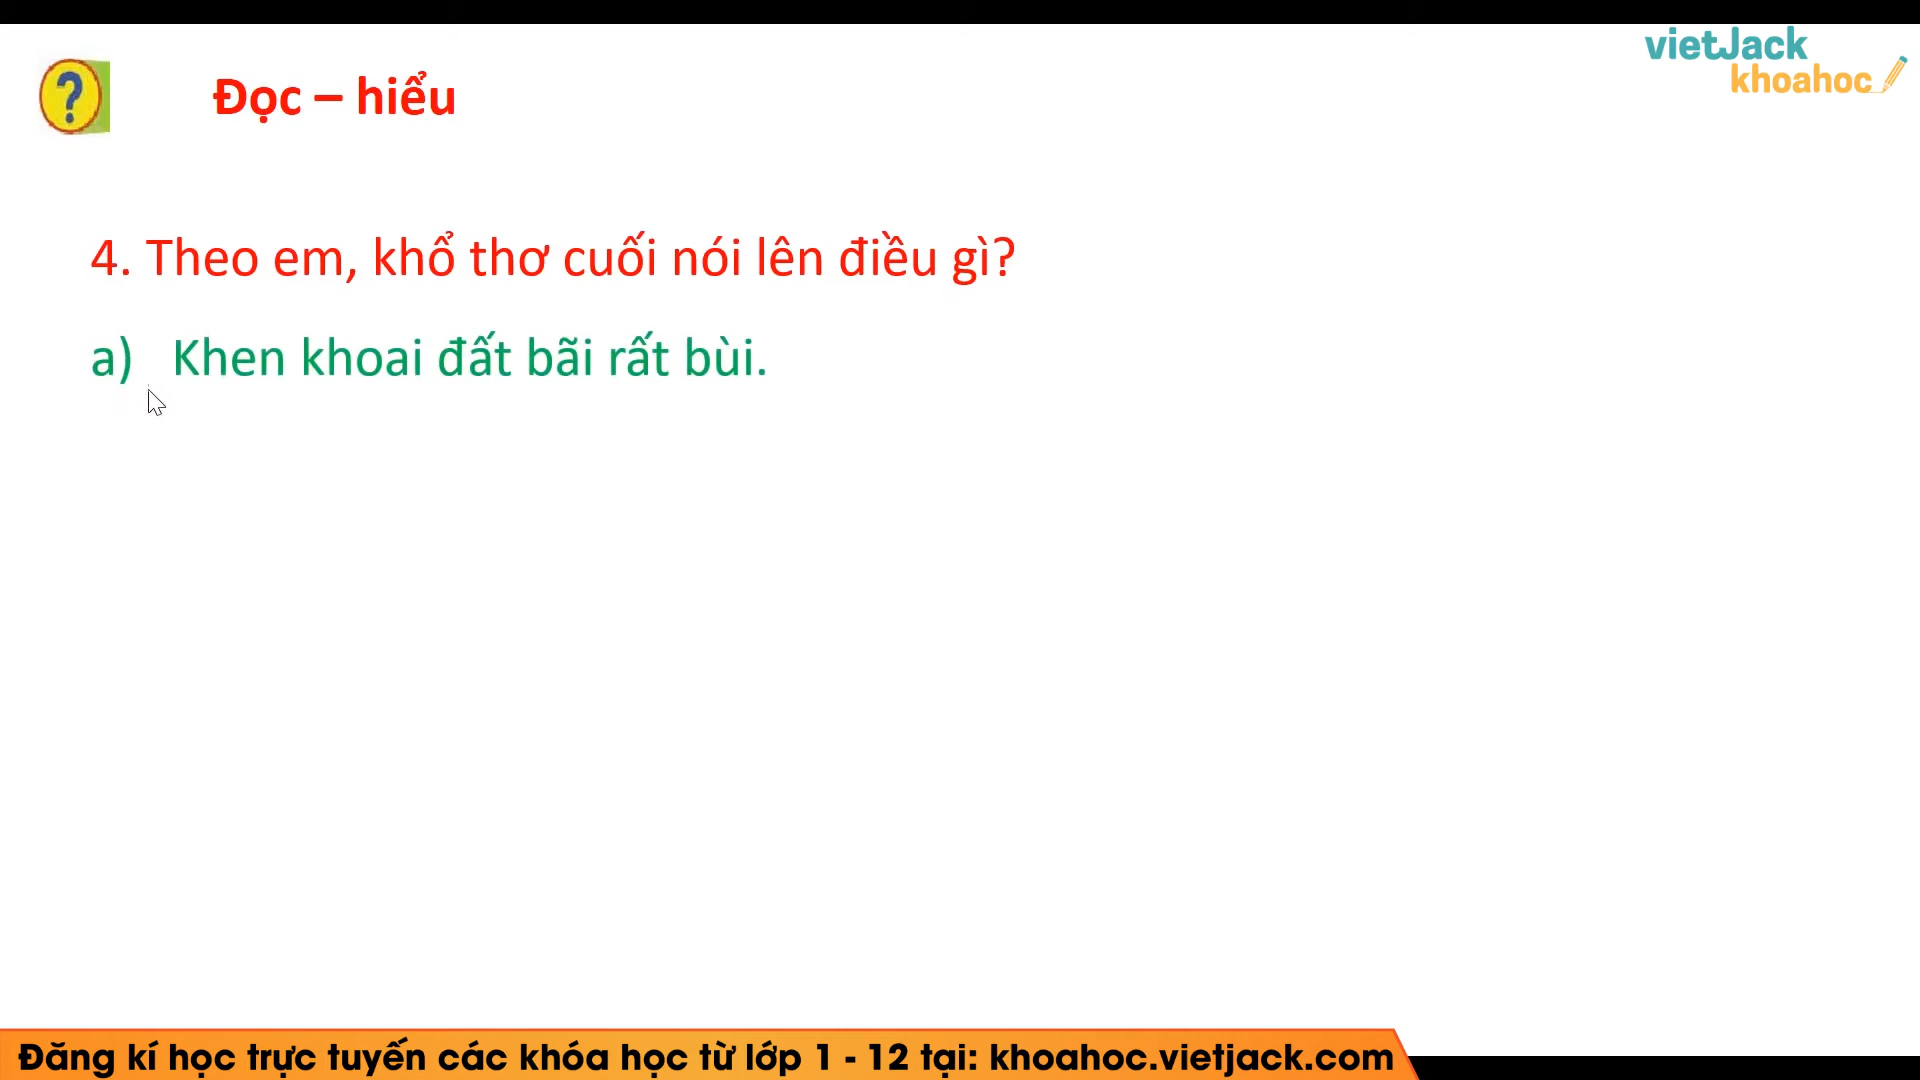 vietJack
khoahoc
?
Đọc – hiểu
4. Theo em, khổ thơ cuối nói lên điều gì?
a) Khen khoai đất bãi rất bùi.
Đăng kí học trực tuyến các khóa học từ lớp 1 - 12 tại: khoahoc.vietjack.com